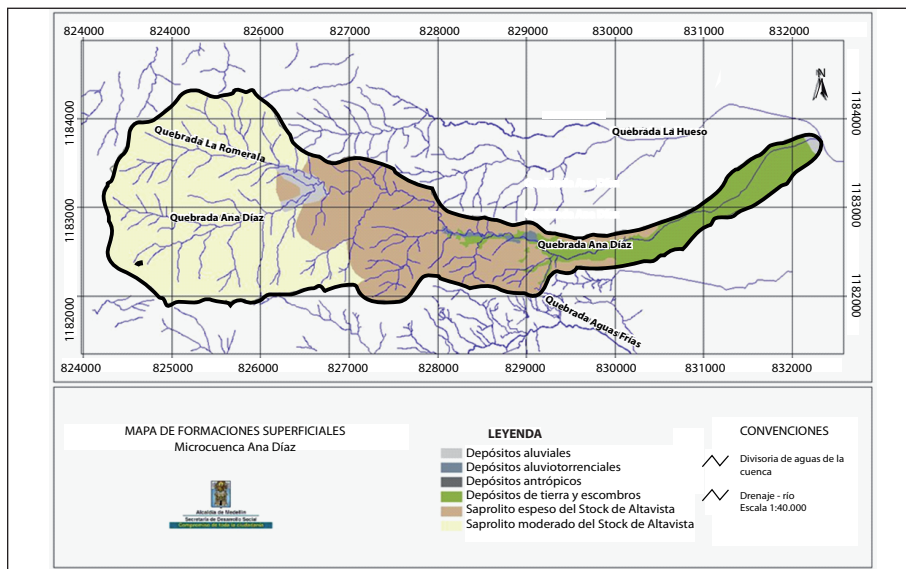 824000 824000 826000 827000 828000 829000 830000 831000 832000
N
1184000 1184000
Quebrada La Hueso
Quebrada La Romerala
1183000 1183000
Quebrada Ana Díaz
Quebrada Ana Díaz
1182000 1182000
Quebrada Aguas Frías
824000 825000 826000 827000 828000 829000 830000 831000 832000
MAPA DE FORMACIONES SUPERFICIALES
Microcuenca Ana Díaz
Alcaldía de Medellín
Secretaría de Desarrollo Social
LEYENDA
Depósitos aluviales
Depósitos aluviotorrenciales
Depósitos antrópicos
Depósitos de tierra y escombros
Saprolito espeso del Stock de Altavista
Saprolito moderado del Stock de Altavista
CONVENCIONES
Divisoria de aguas de la
cuenca
Drenaje - río
Escala 1:40.000